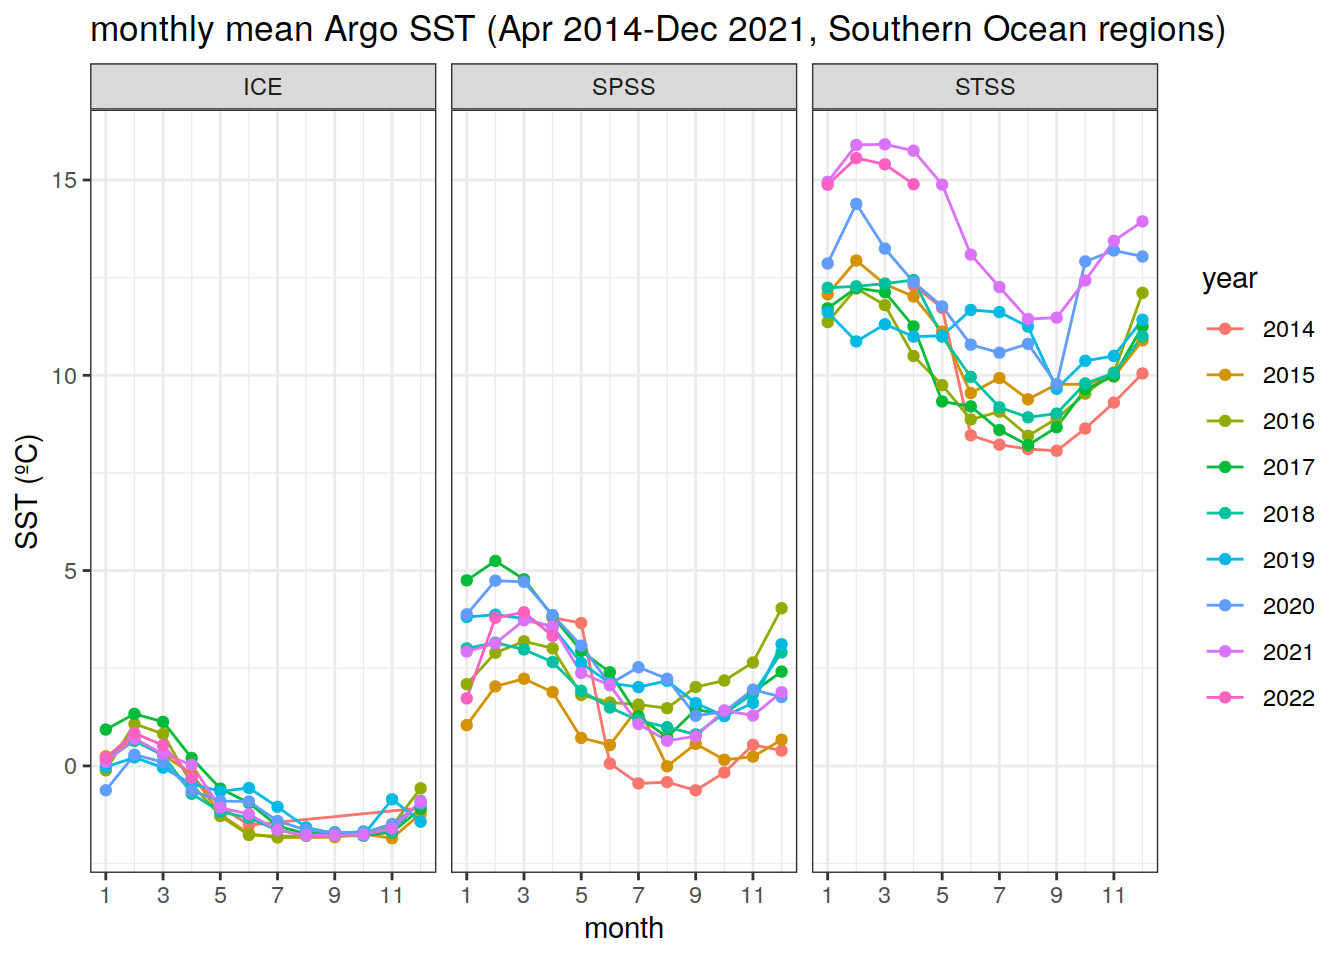 monthly mean Argo SST (Apr 2014-Dec 2021, Southern Ocean regions)
ICE SPSS STSS
15
10
5
0
SST (ºC)
1 3 5 7 9 11 1 3 5 7 9 11 1 3 5 7 9 11
month
year
2014
2015
2016
2017
2018
2019
2020
2021
2022